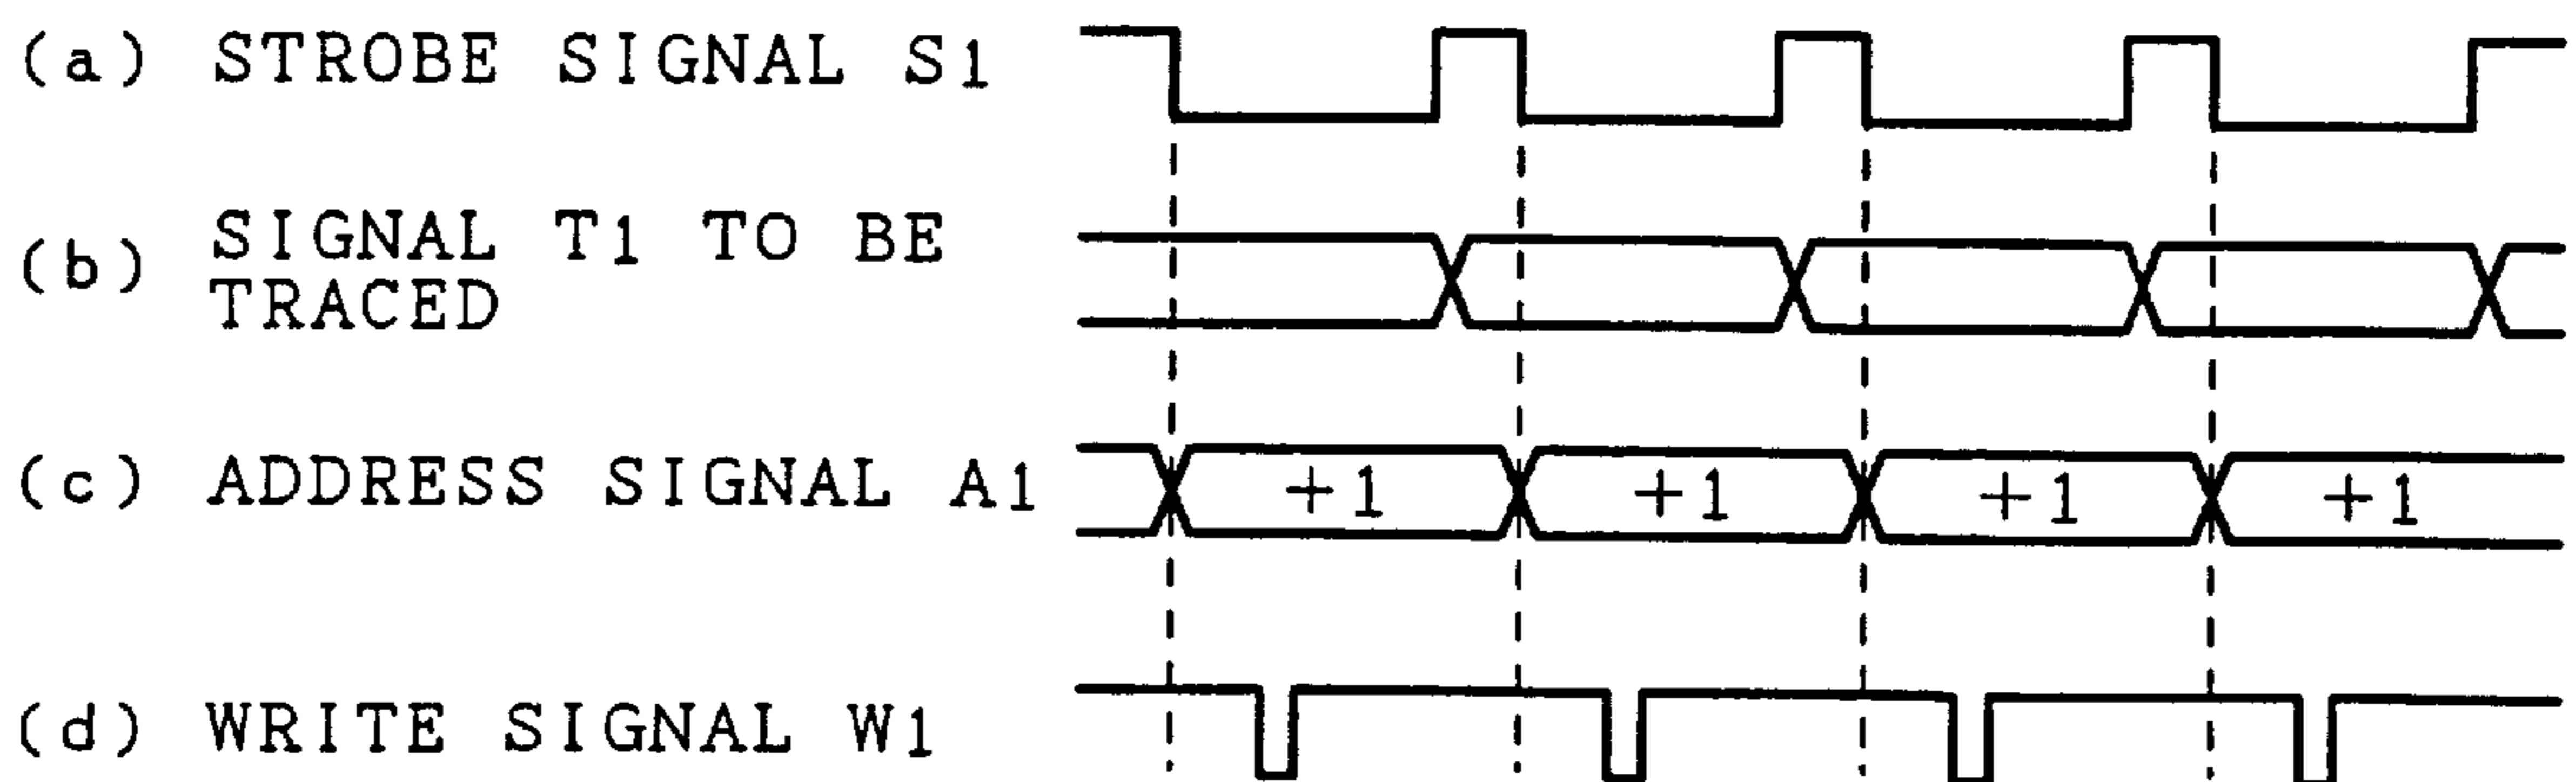 (a) STROBE SIGNAL S1
(b) SIGNAL T1 TO BE
TRACED
(c) ADDRESS SIGNAL A1
+1 +1 +1 +1
(d) WRITE SIGNAL W1